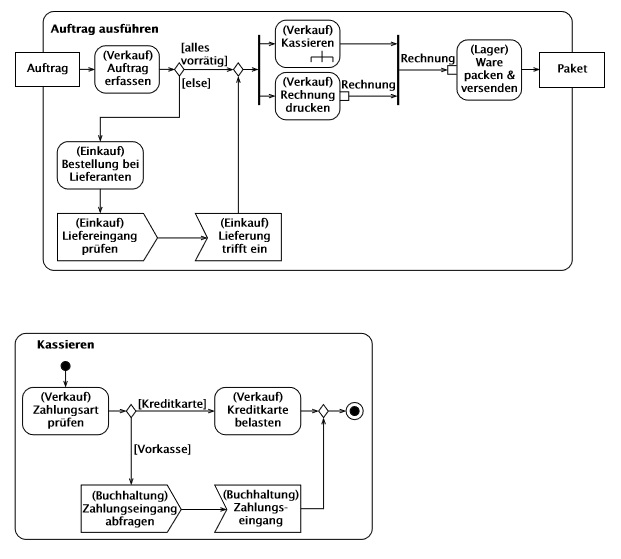 Auftrag ausführen
Auftrag
(Verkauf)
Auftrag
erfassen
[alles
vorrätig]
[else]
(Verkauf)
Kassieren
(Verkauf)
Rechnung
drucken
Rechnung
Rechnung
(Lager)
Ware
packen &
versenden
Paket
(Einkauf)
Bestellung bei
Lieferanten
(Einkauf)
Liefereingang
prüfen
(Einkauf)
Lieferung
trifft ein
Kassieren
(Verkauf)
Zahlungsart
prüfen
[Kreditkarte]
(Verkauf)
Kreditkarte
belasten
[Vorkasse]
(Buchhaltung)
Zahlungseingang
abfragen
(Buchhaltung)
Zahlungs-
eingang